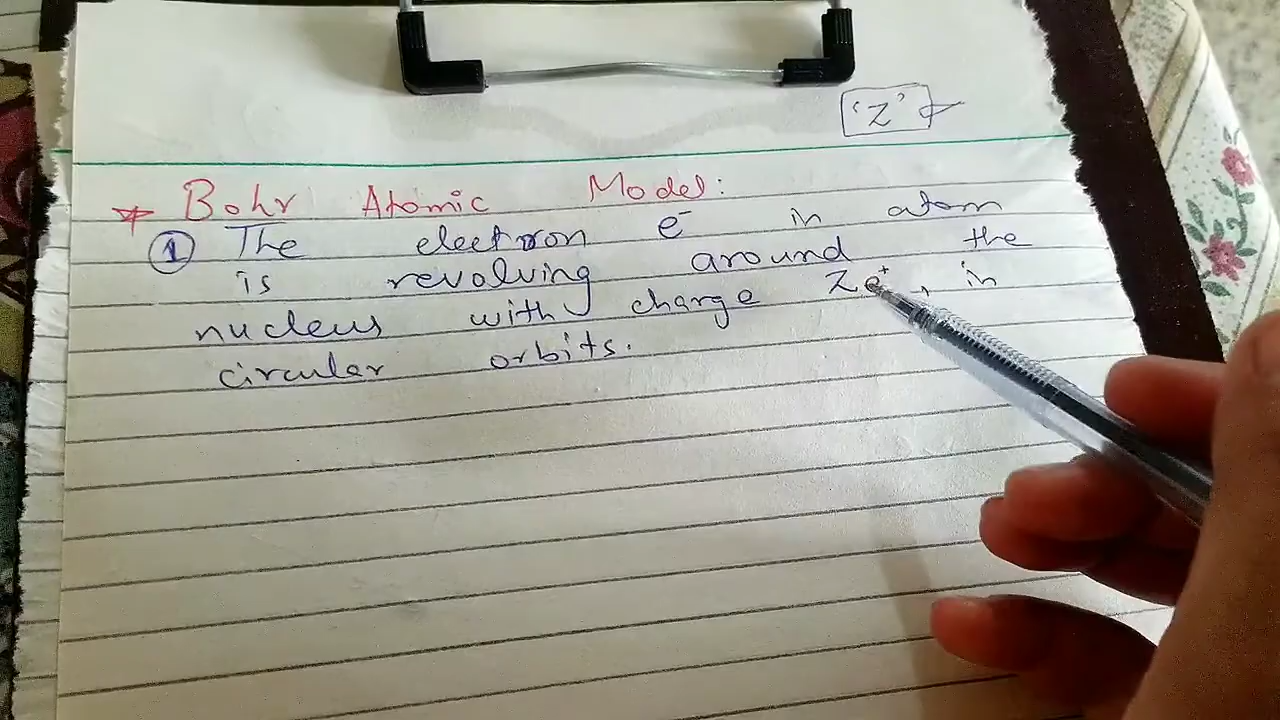 'Z'
* Bohr Atomic Model:
① The electron e⁻ in atom
is revolving around the
nucleus with charge Ze⁺, in
circular orbits.